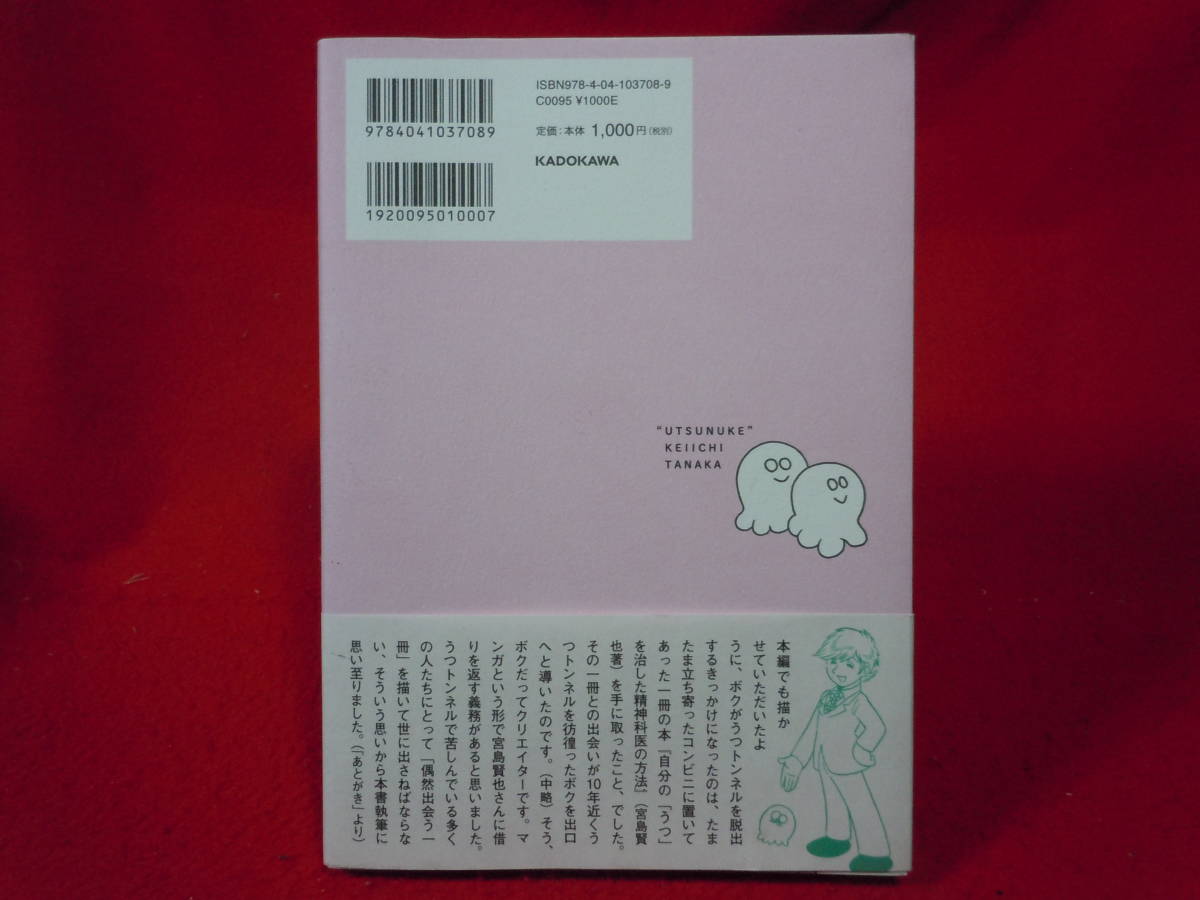 ISBN978-4-04-103708-9
C0095 ¥1000E
定価：本体 1,000円（税別）
KADOKAWA
9784041037089
1920095010007
“UTSUNUKE”
KEIICHI
TANAKA
本編でも描か
せていただいたよ
うに、ボクがうつトンネルを脱出
するきっかけになったのは、たま
たま立ち寄ったコンビニに置いて
あった一冊の本『自分の「うつ」
を治した精神科医の方法』（宮島賢
也著）を手に取ったこと、でした。
その一冊との出会いが10年近くう
つトンネルを彷徨ったボクを出口
へと導いたのです。（中略）そう、
ボクだってクリエイターです。マ
ンガという形で宮島賢也さんに借
りを返す義務があると思いました。
うつトンネルで苦しんでいる多く
の人たちにとって『偶然出会う一
冊』を描いて世に出さねばならな
い、そういう思いから本書執筆に
思い至りました。（「あとがき」より）